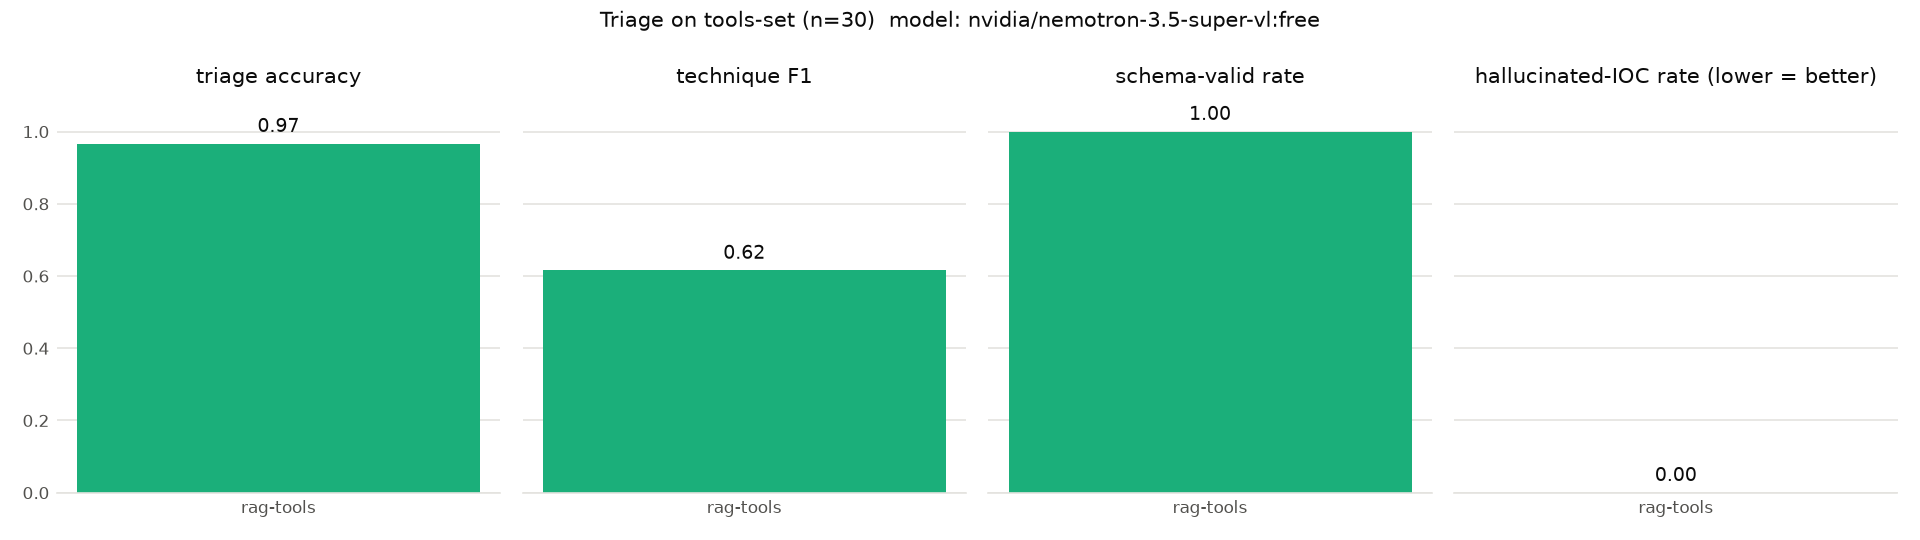 Triage on tools-set (n=30)  model: nvidia/nemotron-3.5-super-vl:free
triage accuracy
technique F1
schema-valid rate
hallucinated-IOC rate (lower = better)
0.97
0.62
1.00
0.00
1.0
0.8
0.6
0.4
0.2
0.0
rag-tools
rag-tools
rag-tools
rag-tools